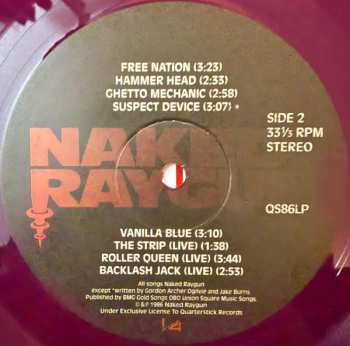 FREE NATION (3:23)
HAMMER HEAD (2:33)
GHETTO MECHANIC (2:58)
SUSPECT DEVICE (3:07) *
SIDE 2
33⅓ RPM
STEREO
NAKED
RAYGUN
QS86LP
VANILLA BLUE (3:10)
THE STRIP (LIVE) (1:38)
ROLLER QUEEN (LIVE) (3:44)
BACKLASH JACK (LIVE) (2:53)
All songs Naked Raygun
except *written by Gordon Archer Ogilvie and Jake Burns
Published by BMG Gold Songs OBO Union Square Music Songs.
© & ℗ 1986 Naked Raygun
Under Exclusive License To Quarterstick Records